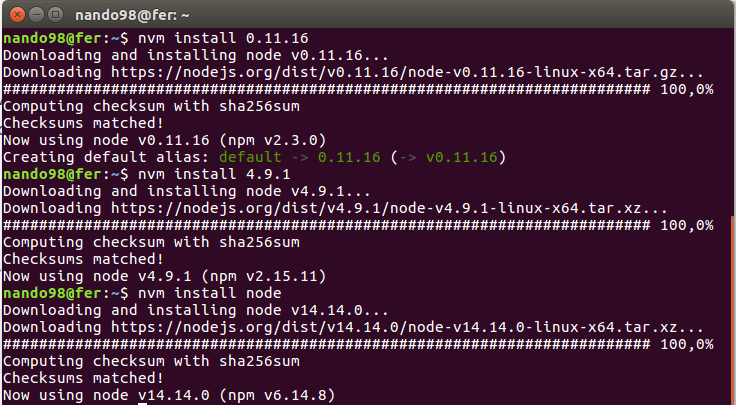 nando98@fer: ~
nando98@fer:~$ nvm install 0.11.16
Downloading and installing node v0.11.16...
Downloading https://nodejs.org/dist/v0.11.16/node-v0.11.16-linux-x64.tar.gz...
######################################################################## 100,0%
Computing checksum with sha256sum
Checksums matched!
Now using node v0.11.16 (npm v2.3.0)
Creating default alias: default -> 0.11.16 (-> v0.11.16)
nando98@fer:~$ nvm install 4.9.1
Downloading and installing node v4.9.1...
Downloading https://nodejs.org/dist/v4.9.1/node-v4.9.1-linux-x64.tar.xz...
######################################################################## 100,0%
Computing checksum with sha256sum
Checksums matched!
Now using node v4.9.1 (npm v2.15.11)
nando98@fer:~$ nvm install node
Downloading and installing node v14.14.0...
Downloading https://nodejs.org/dist/v14.14.0/node-v14.14.0-linux-x64.tar.xz...
######################################################################## 100,0%
Computing checksum with sha256sum
Checksums matched!
Now using node v14.14.0 (npm v6.14.8)